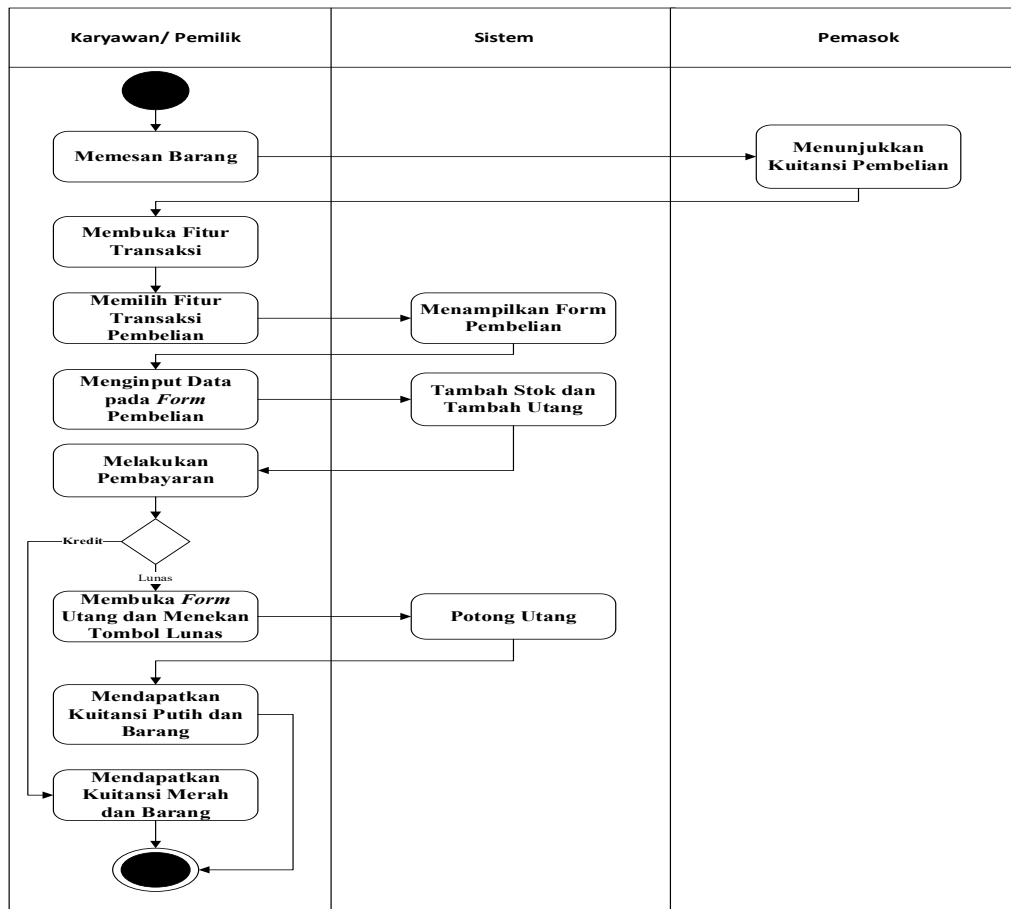 Karyawan/ Pemilik
Sistem
Pemasok
Memesan Barang
Menunjukkan
Kuitansi Pembelian
Membuka Fitur
Transaksi
Memilih Fitur
Transaksi
Pembelian
Menampilkan Form
Pembelian
Menginput Data
pada Form
Pembelian
Tambah Stok dan
Tambah Utang
Melakukan
Pembayaran
Kredit
Lunas
Membuka Form
Utang dan Menekan
Tombol Lunas
Potong Utang
Mendapatkan
Kuitansi Putih dan
Barang
Mendapatkan
Kuitansi Merah
dan Barang